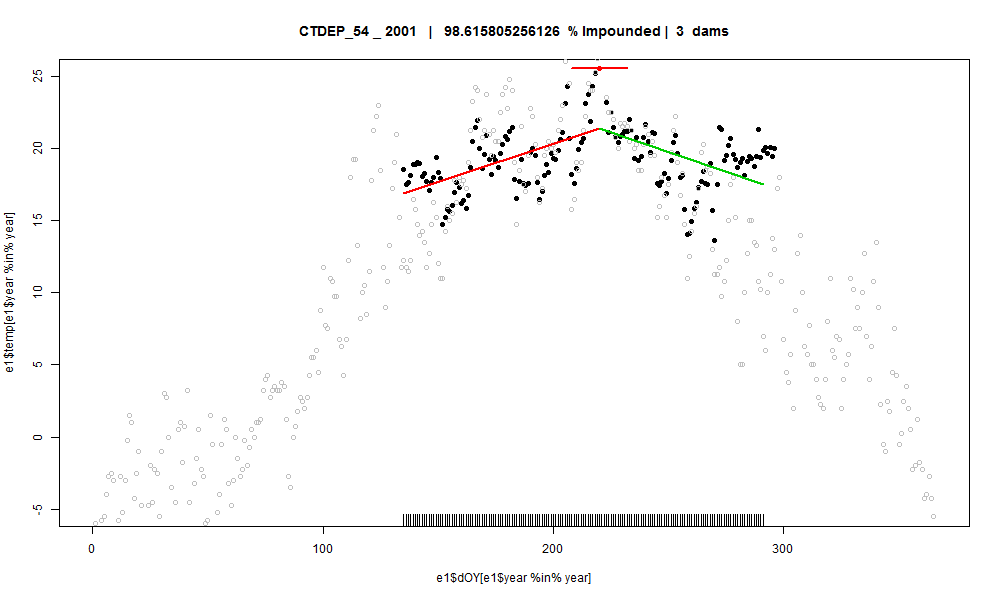 CTDEP_54 _ 2001 | 98.615805256126 % Impounded | 3 dams
e1$temp[e1$year %in% year]
25
20
15
10
5
0
-5
0 100 200 300
e1$dOY[e1$year %in% year]